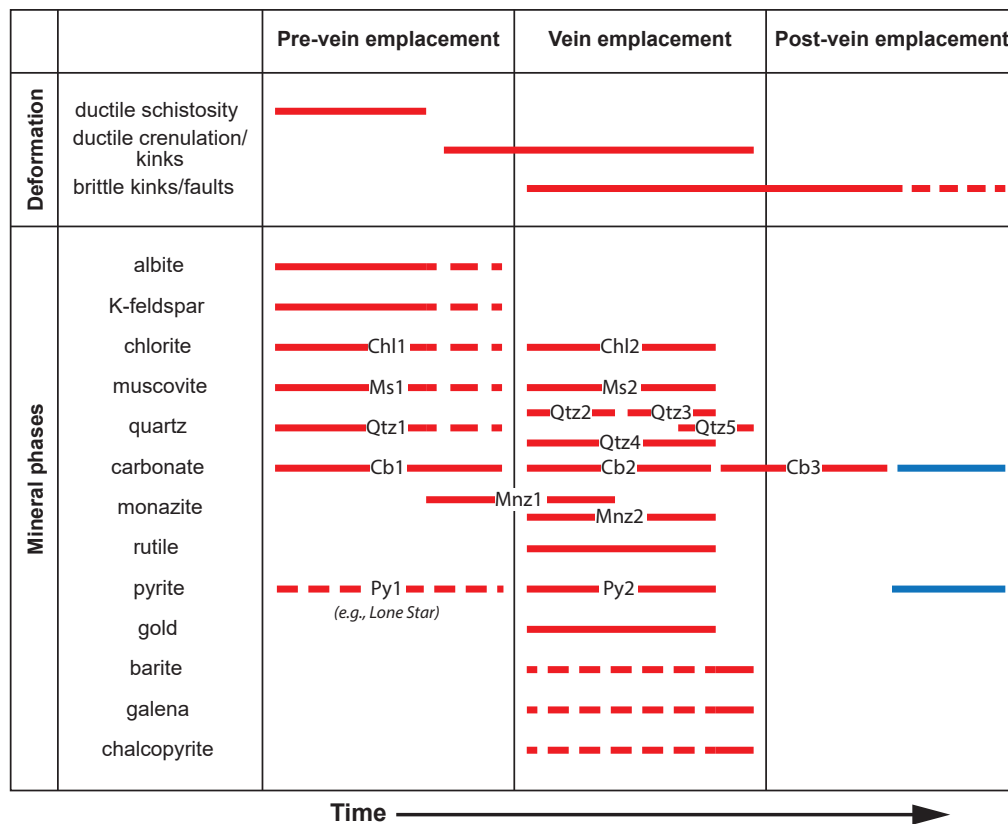 Pre-vein emplacement
Vein emplacement
Post-vein emplacement
Deformation
ductile schistosity
ductile crenulation/
kinks
brittle kinks/faults
Mineral phases
albite
K-feldspar
chlorite
Chl1
Chl2
muscovite
Ms1
Ms2
quartz
Qtz1
Qtz2
Qtz3
Qtz5
Qtz4
carbonate
Cb1
Cb2
Cb3
monazite
Mnz1
Mnz2
rutile
pyrite
Py1
(e.g., Lone Star)
Py2
gold
barite
galena
chalcopyrite
Time